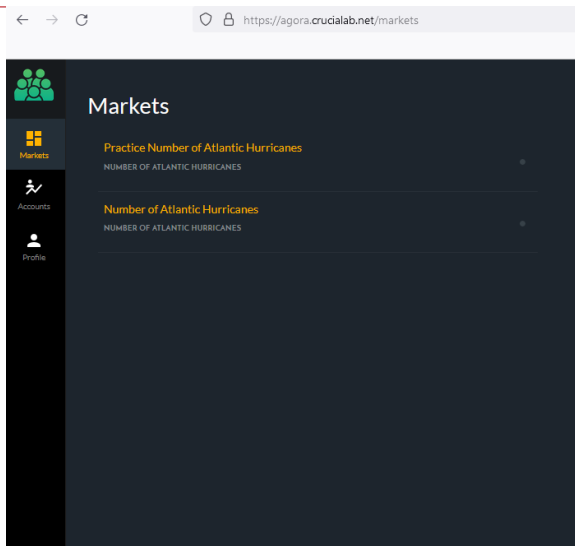 https://agora.crucialab.net/markets
Markets
Practice Number of Atlantic Hurricanes
NUMBER OF ATLANTIC HURRICANES
Number of Atlantic Hurricanes
NUMBER OF ATLANTIC HURRICANES
Markets
Accounts
Profile